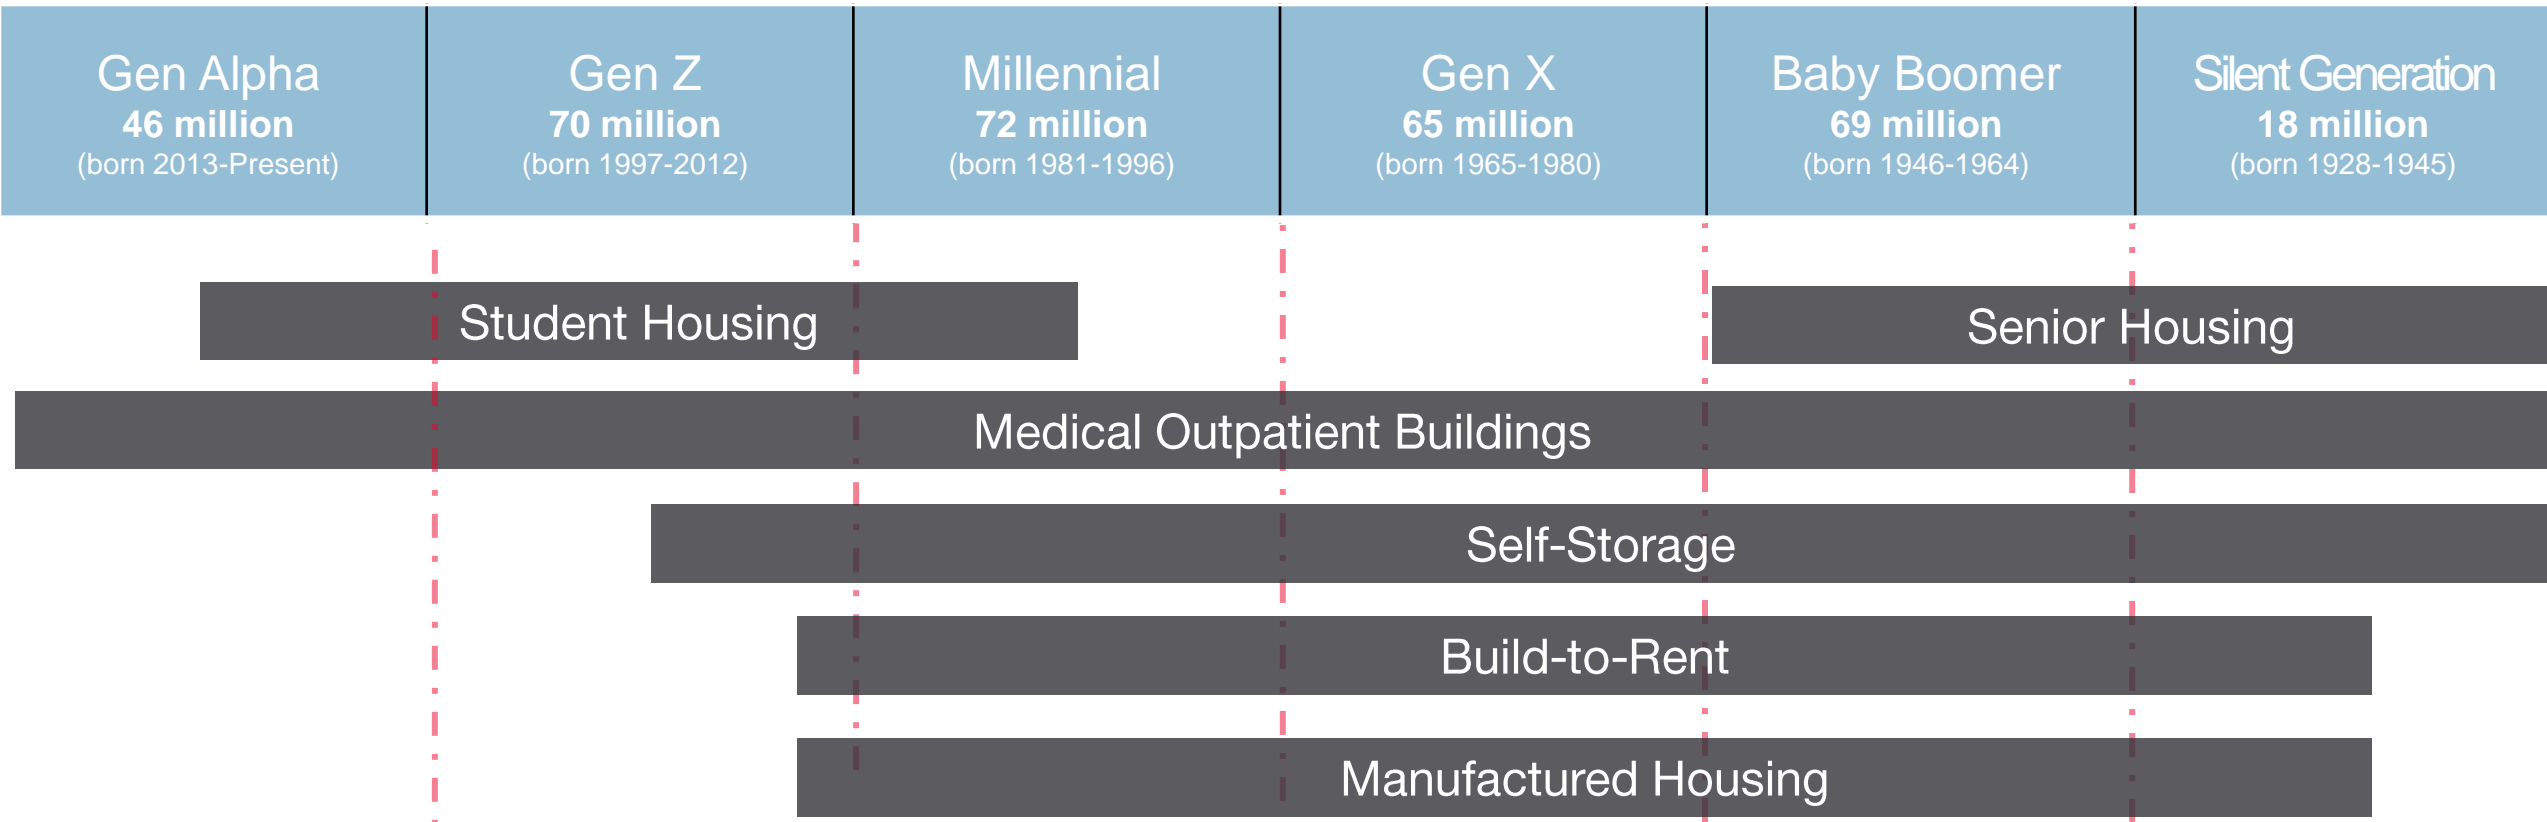 Gen Alpha
46 million
(born 2013-Present)
Gen Z
70 million
(born 1997-2012)
Millennial
72 million
(born 1981-1996)
Gen X
65 million
(born 1965-1980)
Baby Boomer
69 million
(born 1946-1964)
Silent Generation
18 million
(born 1928-1945)
Student Housing
Senior Housing
Medical Outpatient Buildings
Self-Storage
Build-to-Rent
Manufactured Housing